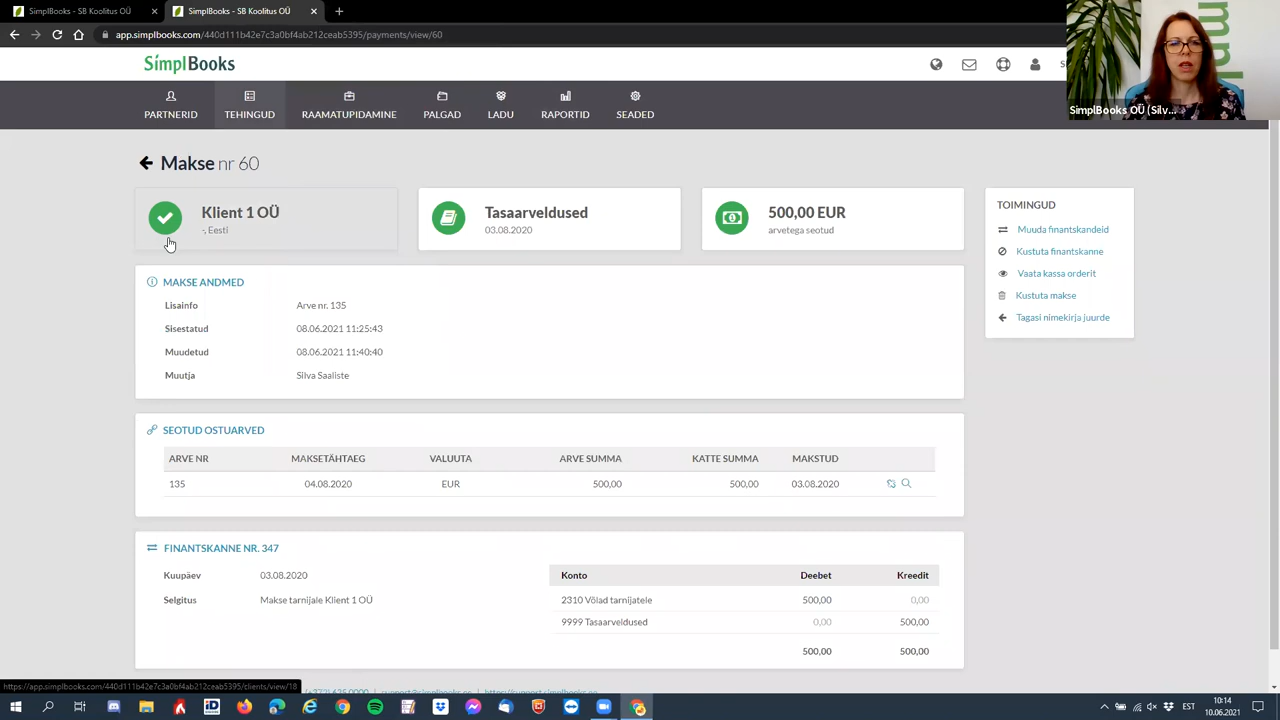 SimplBooks - SB Koolitus OÜ
SimplBooks - SB Koolitus OÜ
app.simplbooks.com/440d111b42e7c3a0bf4ab212ceab5395/payments/view/60
SimplBooks
SimplBooks OÜ (Silv...
PARTNERID
TEHINGUD
RAAMATUPIDAMINE
PALGAD
LADU
RAPORTID
SEADED
Makse nr 60
Klient 1 OÜ
-, Eesti
Tasaarveldused
03.08.2020
500,00 EUR
arvetega seotud
TOIMINGUD
Muuda finantskandeid
Kustuta finantskanne
Vaata kassa orderit
Kustuta makse
Tagasi nimekirja juurde
MAKSE ANDMED
Lisainfo Arve nr. 135
Sisestatud 08.06.2021 11:25:43
Muudetud 08.06.2021 11:40:40
Muutja Silva Saaliste
SEOTUD OSTUARVED
ARVE NR MAKSETÄHTAEG VALUUTA ARVE SUMMA KATTE SUMMA MAKSTUD
135 04.08.2020 EUR 500,00 500,00 03.08.2020
FINANTSKANNE NR. 347
Kuupäev 03.08.2020
Selgitus Makse tarnijale Klient 1 OÜ
Konto Deebet Kreedit
2310 Võlad tarnijatele 500,00 0,00
9999 Tasaarveldused 0,00 500,00
500,00 500,00
https://app.simplbooks.com/440d111b42e7c3a0bf4ab212ceab5395/clients/view/18
EST
10:14
10.06.2021